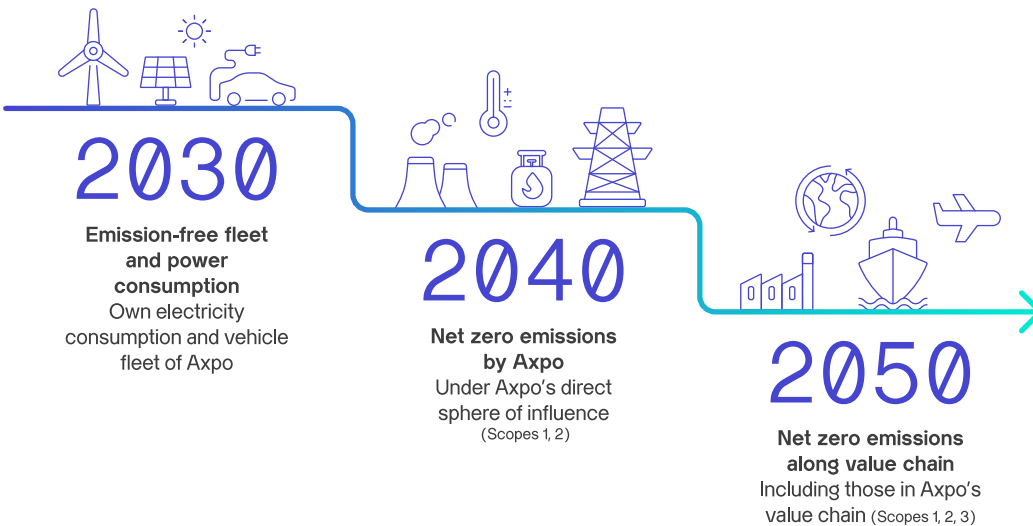 2030
Emission-free fleet
and power
consumption
Own electricity
consumption and vehicle
fleet of Axpo
2040
Net zero emissions
by Axpo
Under Axpo’s direct
sphere of influence
(Scopes 1, 2)
2050
Net zero emissions
along value chain
Including those in Axpo’s
value chain (Scopes 1, 2, 3)